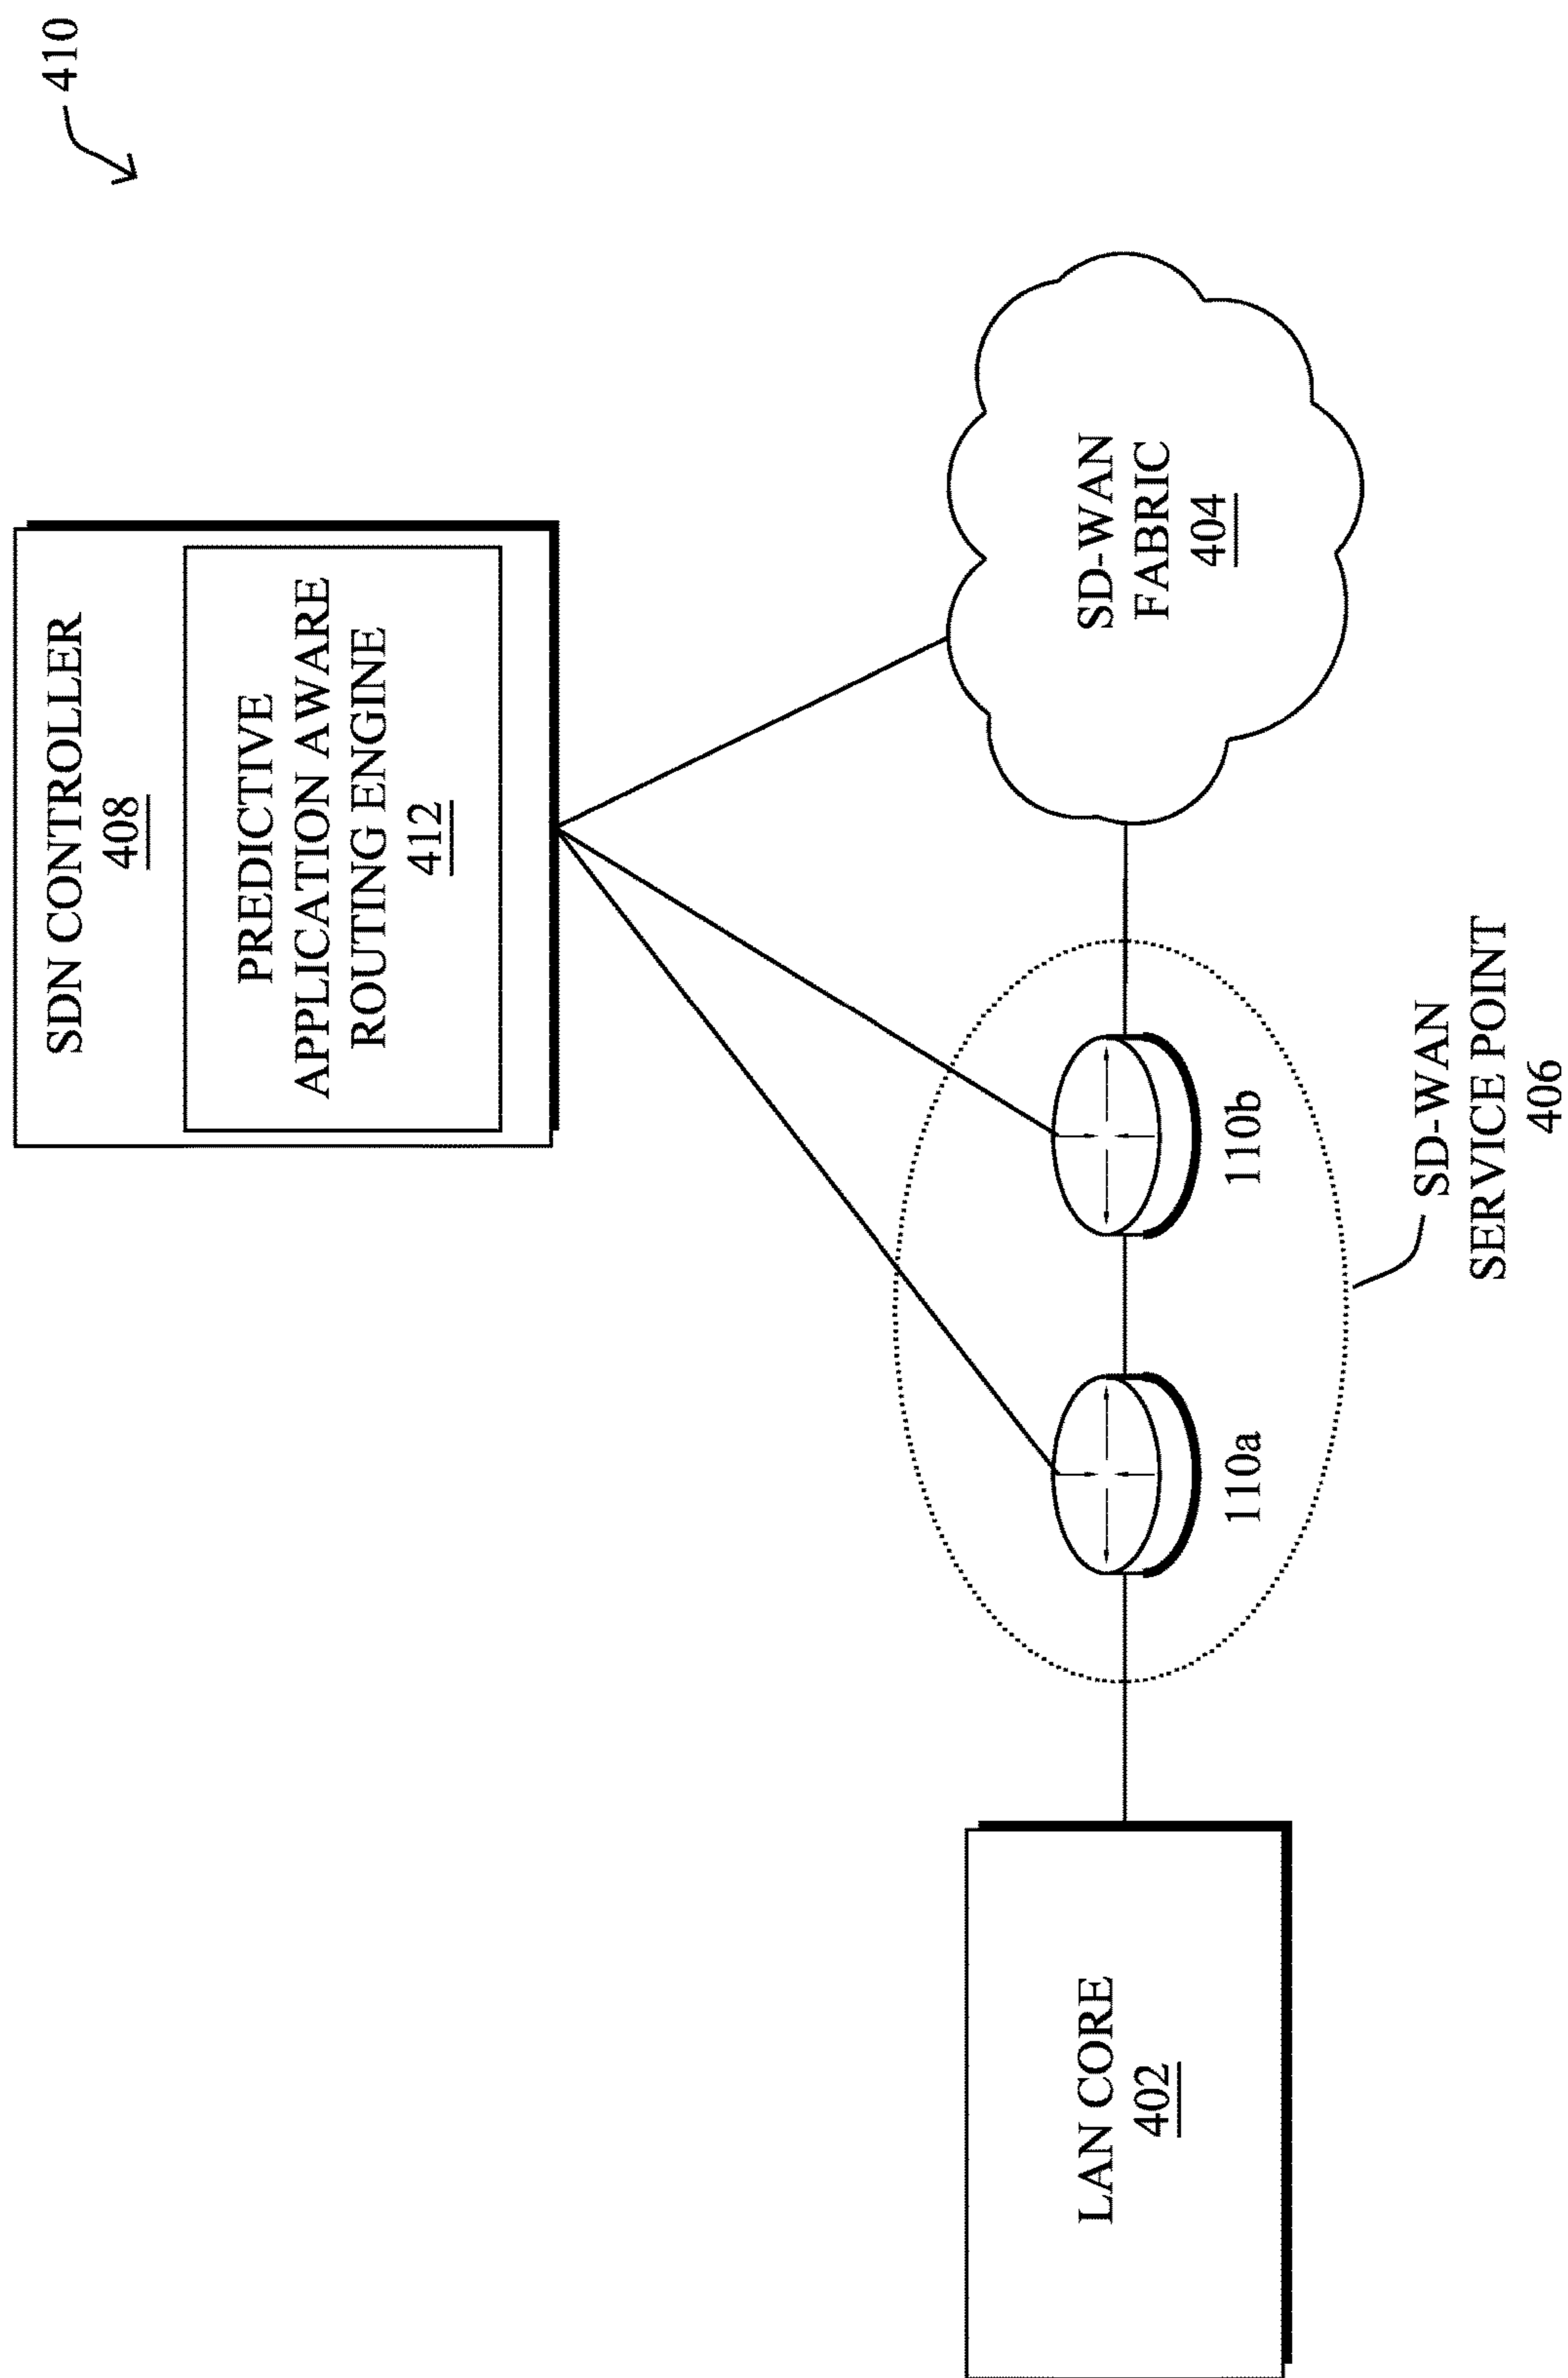 410
SDN CONTROLLER
408
PREDICTIVE
APPLICATION AWARE
ROUTING ENGINE
412
LAN CORE
402
110a
110b
SD-WAN
FABRIC
404
SD-WAN
SERVICE POINT
406